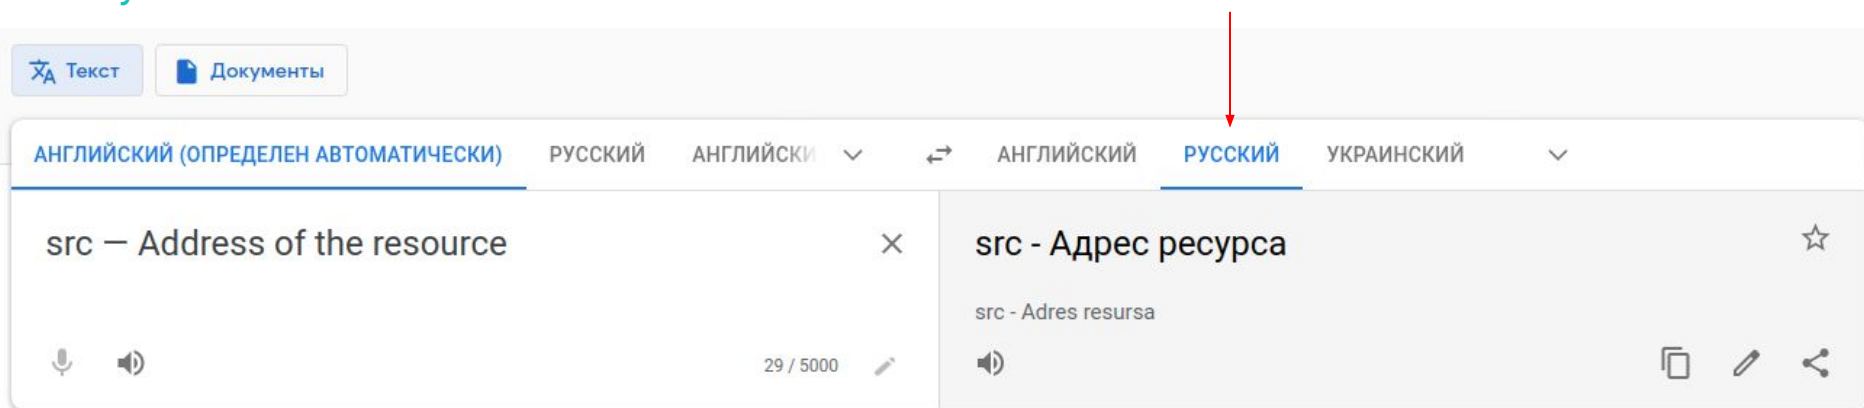 Текст
Документы
АНГЛИЙСКИЙ (ОПРЕДЕЛЕН АВТОМАТИЧЕСКИ) РУССКИЙ АНГЛИЙСКИ АНГЛИЙСКИЙ РУССКИЙ УКРАИНСКИЙ
src — Address of the resource
29 / 5000
src - Адрес ресурса
src - Adres resursa